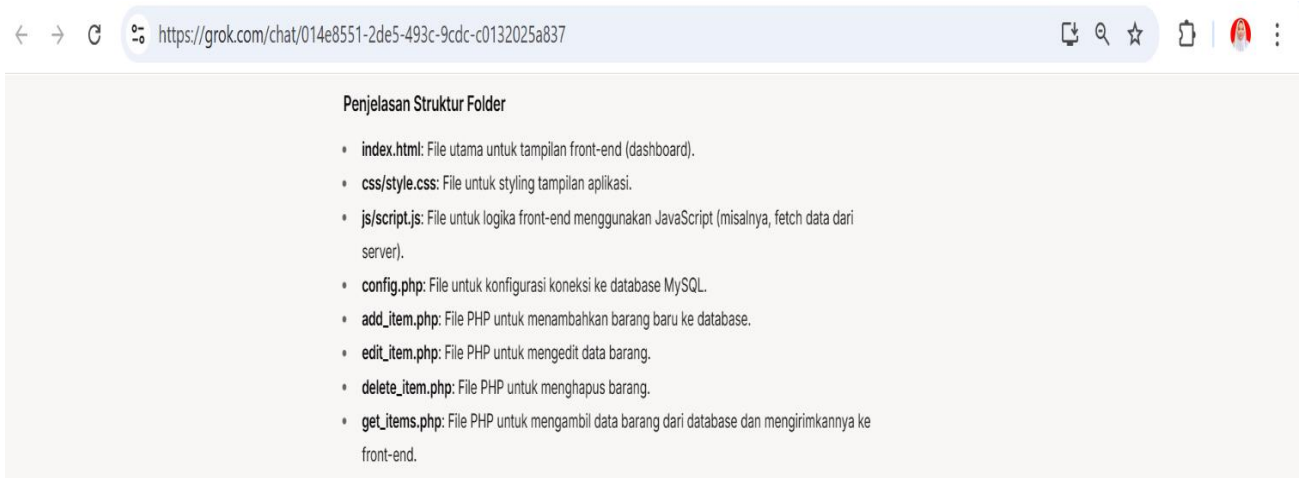 https://grok.com/chat/014e8551-2de5-493c-9cdc-c0132025a837
Penjelasan Struktur Folder
• index.html: File utama untuk tampilan front-end (dashboard).
• css/style.css: File untuk styling tampilan aplikasi.
• js/script.js: File untuk logika front-end menggunakan JavaScript (misalnya, fetch data dari
server).
• config.php: File untuk konfigurasi koneksi ke database MySQL.
• add_item.php: File PHP untuk menambahkan barang baru ke database.
• edit_item.php: File PHP untuk mengedit data barang.
• delete_item.php: File PHP untuk menghapus barang.
• get_items.php: File PHP untuk mengambil data barang dari database dan mengirimkannya ke
front-end.